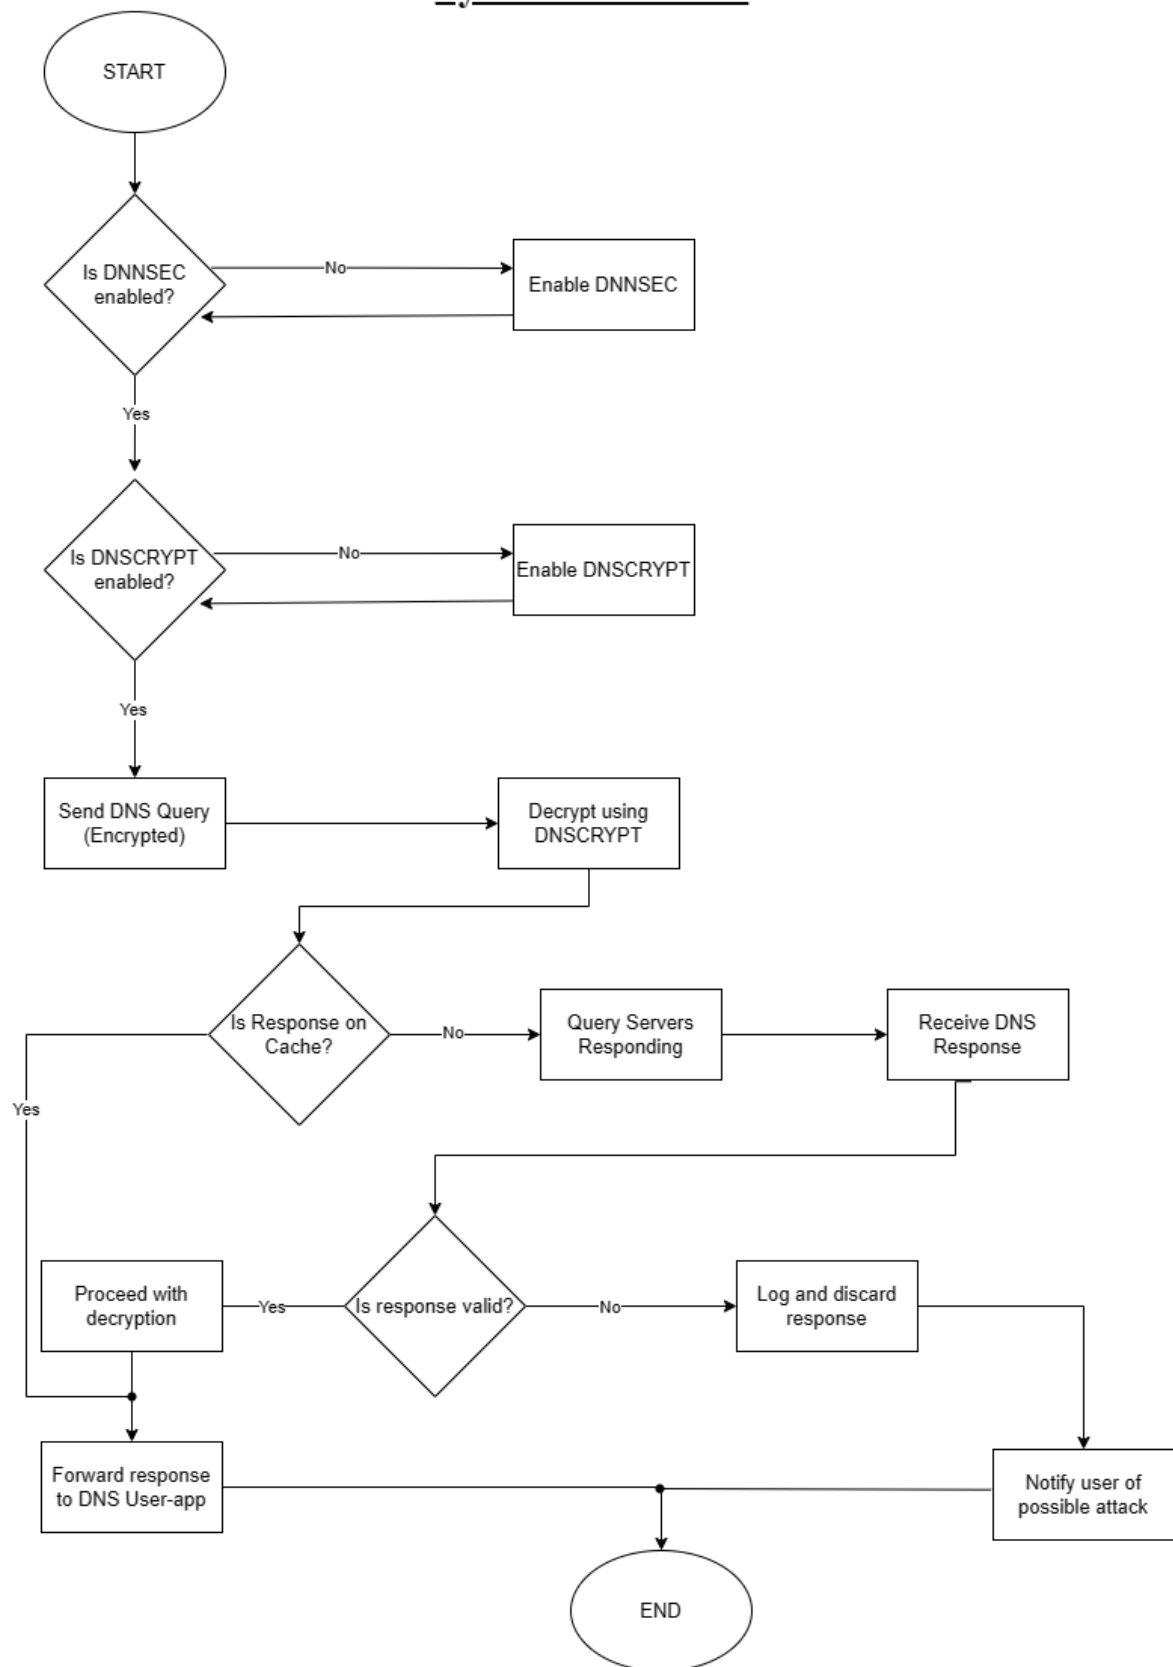 START
Is DNNSEC
enabled?
No
Enable DNNSEC
Yes
Is DNSCRYPT
enabled?
No
Enable DNSCRYPT
Yes
Send DNS Query
(Encrypted)
Decrypt using
DNSCRYPT
Is Response on
Cache?
No
Query Servers
Responding
Receive DNS
Response
Yes
Proceed with
decryption
Yes
Is response valid?
No
Log and discard
response
Forward response
to DNS User-app
Notify user of
possible attack
END